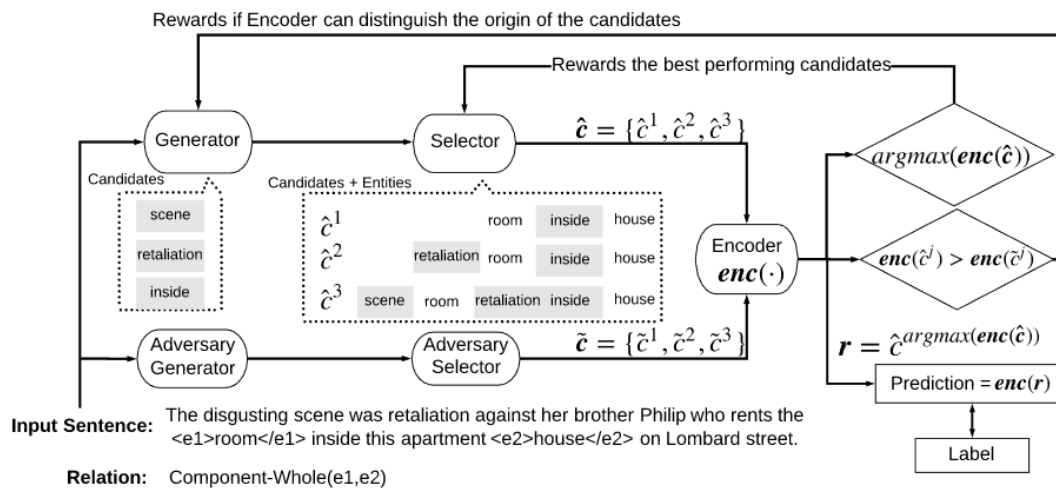 Rewards if Encoder can distinguish the origin of the candidates
Rewards the best performing candidates
Generator
Selector
ĉ = {ĉ¹, ĉ², ĉ³}
argmax(enc(ĉ))
Candidates
scene
retaliation
inside
Candidates + Entities
ĉ¹ room inside house
ĉ² retaliation room inside house
ĉ³ scene room retaliation inside house
Encoder
enc(·)
enc(ĉʲ) > enc(c̃ʲ)
Adversary
Generator
Adversary
Selector
c̃ = {c̃¹, c̃², c̃³}
r = ĉ^argmax(enc(ĉ))
Prediction = enc(r)
Label
Input Sentence: The disgusting scene was retaliation against her brother Philip who rents the
<e1>room</e1> inside this apartment <e2>house</e2> on Lombard street.
Relation: Component-Whole(e1,e2)